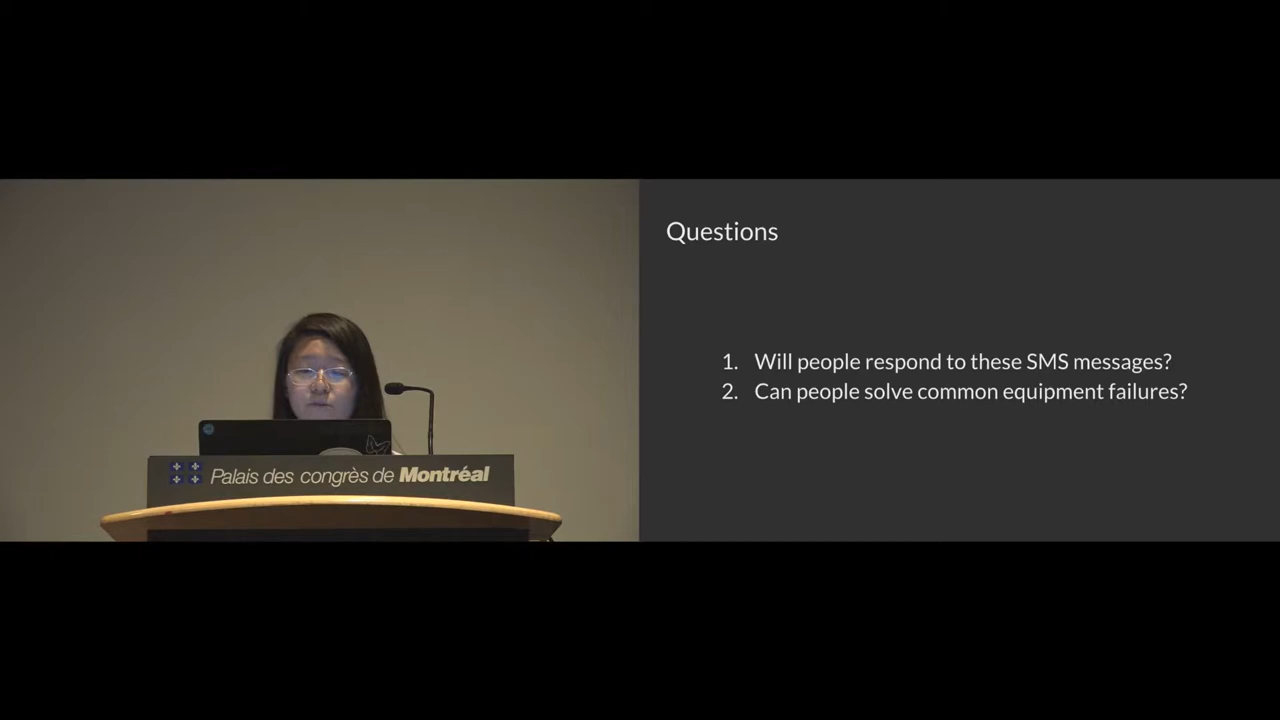 Questions
1. Will people respond to these SMS messages?
2. Can people solve common equipment failures?
Palais des congrès de Montréal